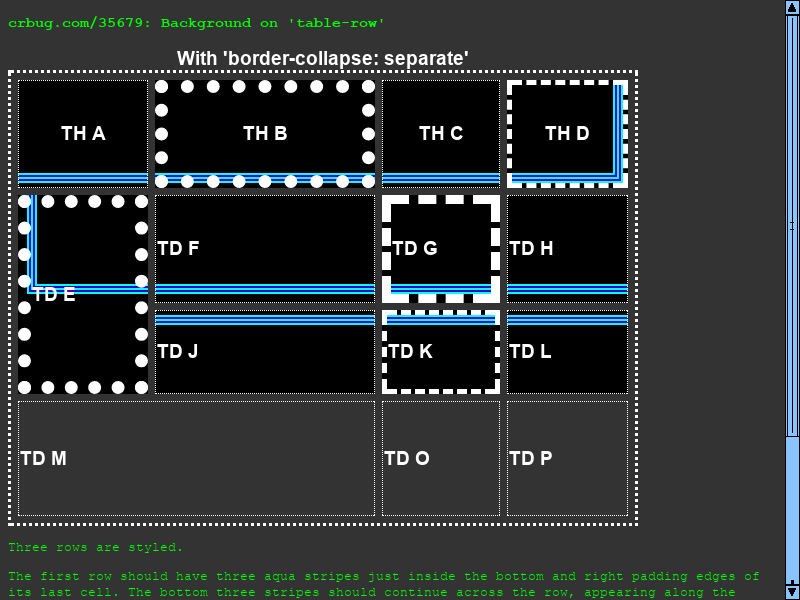 crbug.com/35679: Background on 'table-row'
With 'border-collapse: separate'
TH A TH B TH C TH D
TD E TD F TD G TD H
TD J TD K TD L
TD M TD O TD P
Three rows are styled.
The first row should have three aqua stripes just inside the bottom and right padding edges of
its last cell. The bottom three stripes should continue across the row, appearing along the